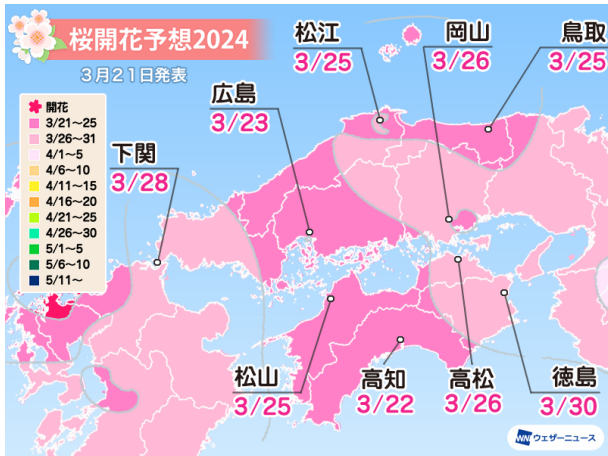 桜開花予想2024
3月21日発表
開花
3/21〜25
3/26〜31
4/1〜5
4/6〜10
4/11〜15
4/16〜20
4/21〜25
4/26〜30
5/1〜5
5/6〜10
5/11〜
松江
3/25
岡山
3/26
鳥取
3/25
広島
3/23
下関
3/28
松山
3/25
高知
3/22
高松
3/26
徳島
3/30
WNI ウェザーニュース